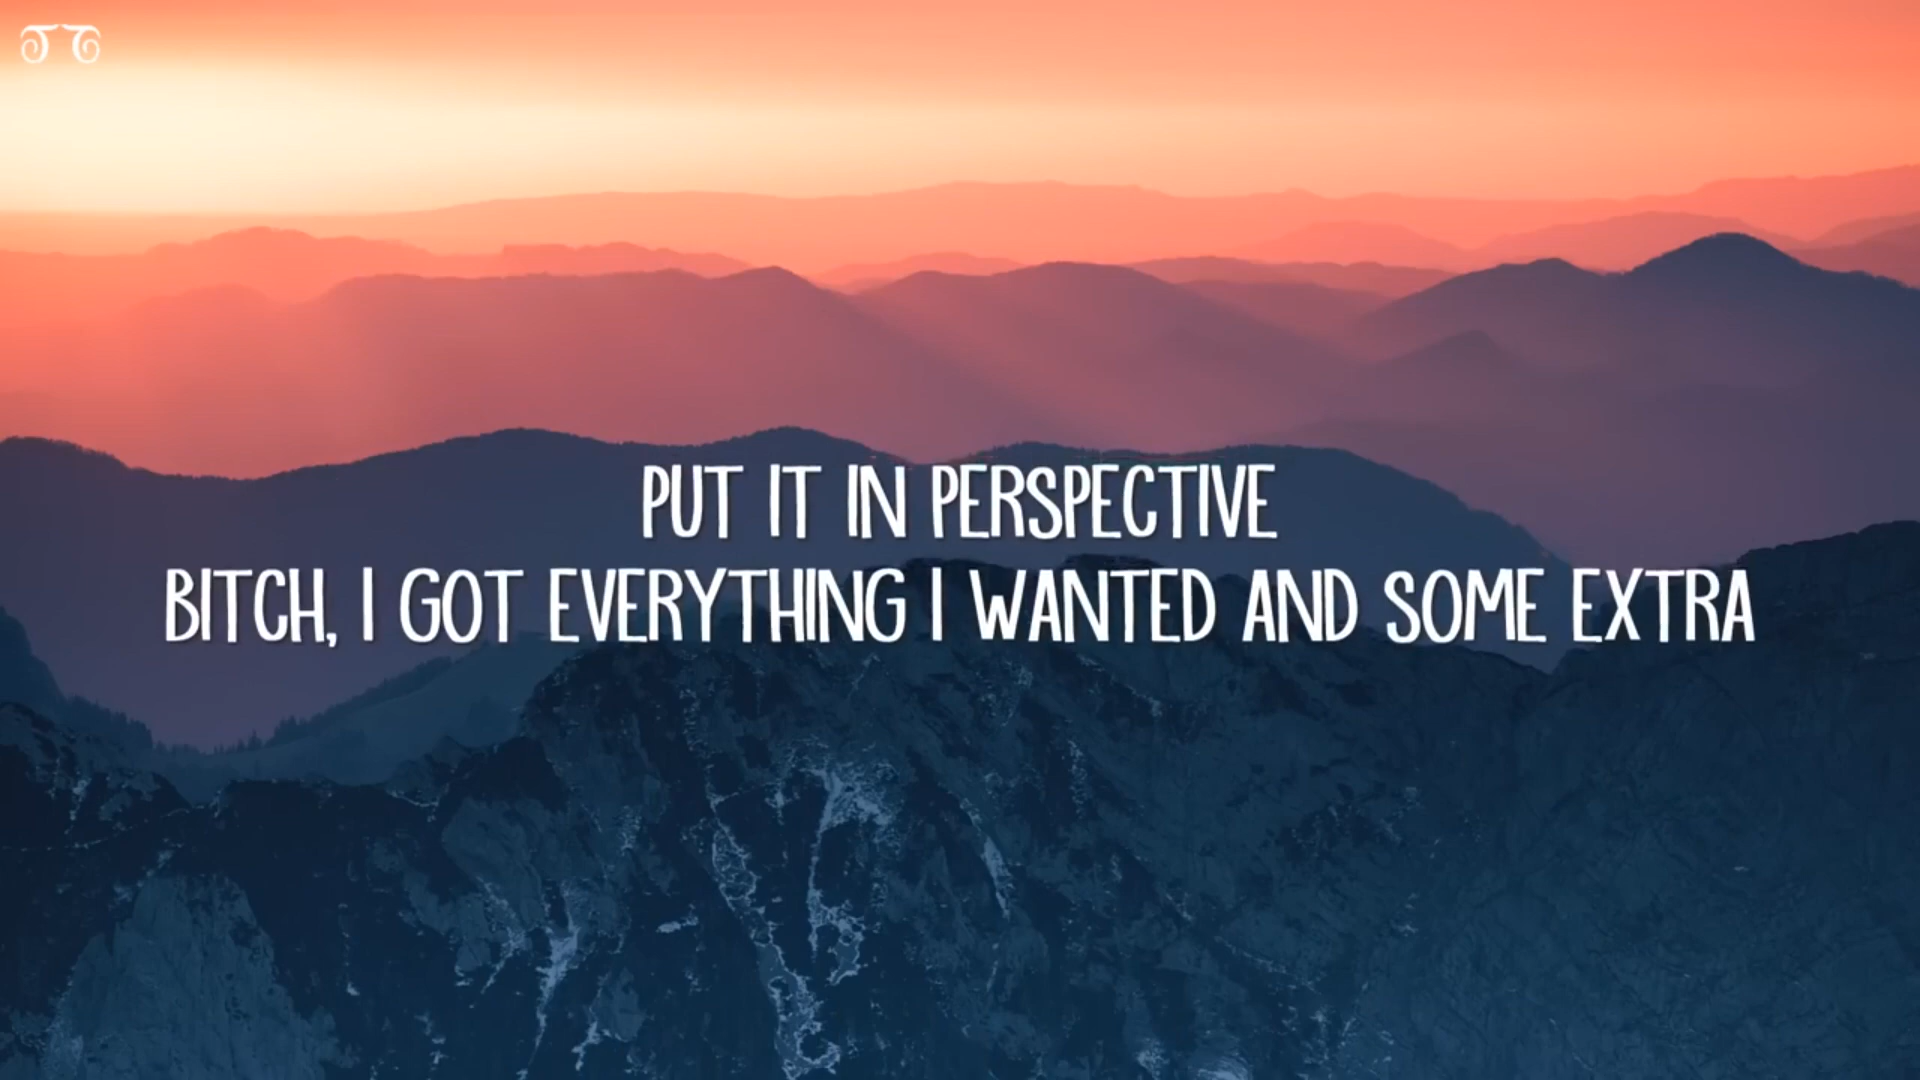 PUT IT IN PERSPECTIVE
BITCH, I GOT EVERYTHING I WANTED AND SOME EXTRA